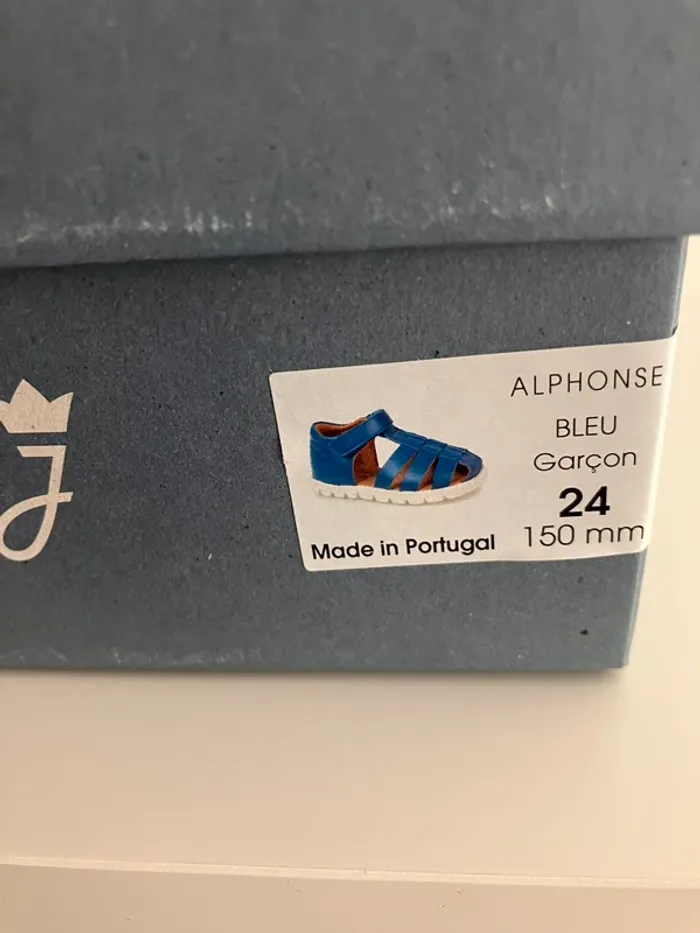 ALPHONSE
BLEU
Garçon
24
150 mm
Made in Portugal
J